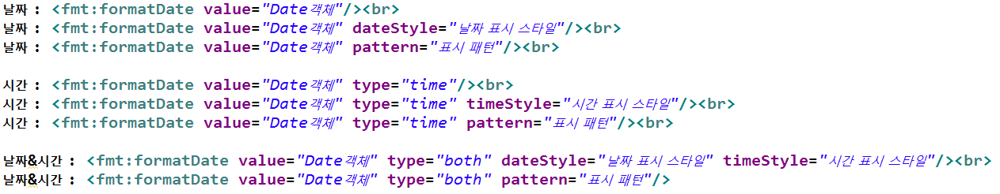 날짜 : <fmt:formatDate value="Date객체"/><br>
날짜 : <fmt:formatDate value="Date객체" dateStyle="날짜 표시 스타일"/><br>
날짜 : <fmt:formatDate value="Date객체" pattern="표시 패턴"/><br>
시간 : <fmt:formatDate value="Date객체" type="time"/><br>
시간 : <fmt:formatDate value="Date객체" type="time" timeStyle="시간 표시 스타일"/><br>
시간 : <fmt:formatDate value="Date객체" type="time" pattern="표시 패턴"/><br>
날짜&시간 : <fmt:formatDate value="Date객체" type="both" dateStyle="날짜 표시 스타일" timeStyle="시간 표시 스타일"/><br>
날짜&시간 : <fmt:formatDate value="Date객체" type="both" pattern="표시 패턴"/>